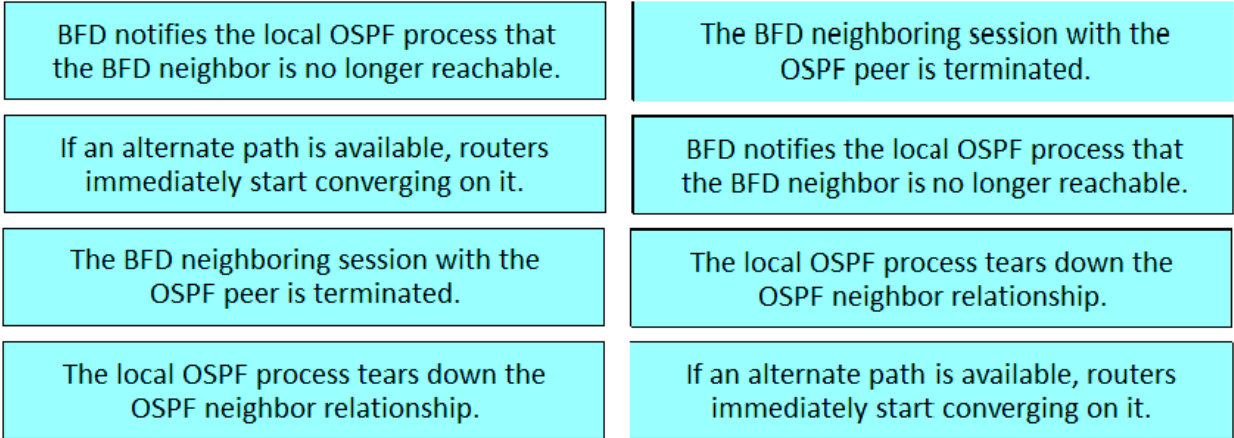 BFD notifies the local OSPF process that
the BFD neighbor is no longer reachable.
If an alternate path is available, routers
immediately start converging on it.
The BFD neighboring session with the
OSPF peer is terminated.
The local OSPF process tears down the
OSPF neighbor relationship.
The BFD neighboring session with the
OSPF peer is terminated.
BFD notifies the local OSPF process that
the BFD neighbor is no longer reachable.
The local OSPF process tears down the
OSPF neighbor relationship.
If an alternate path is available, routers
immediately start converging on it.